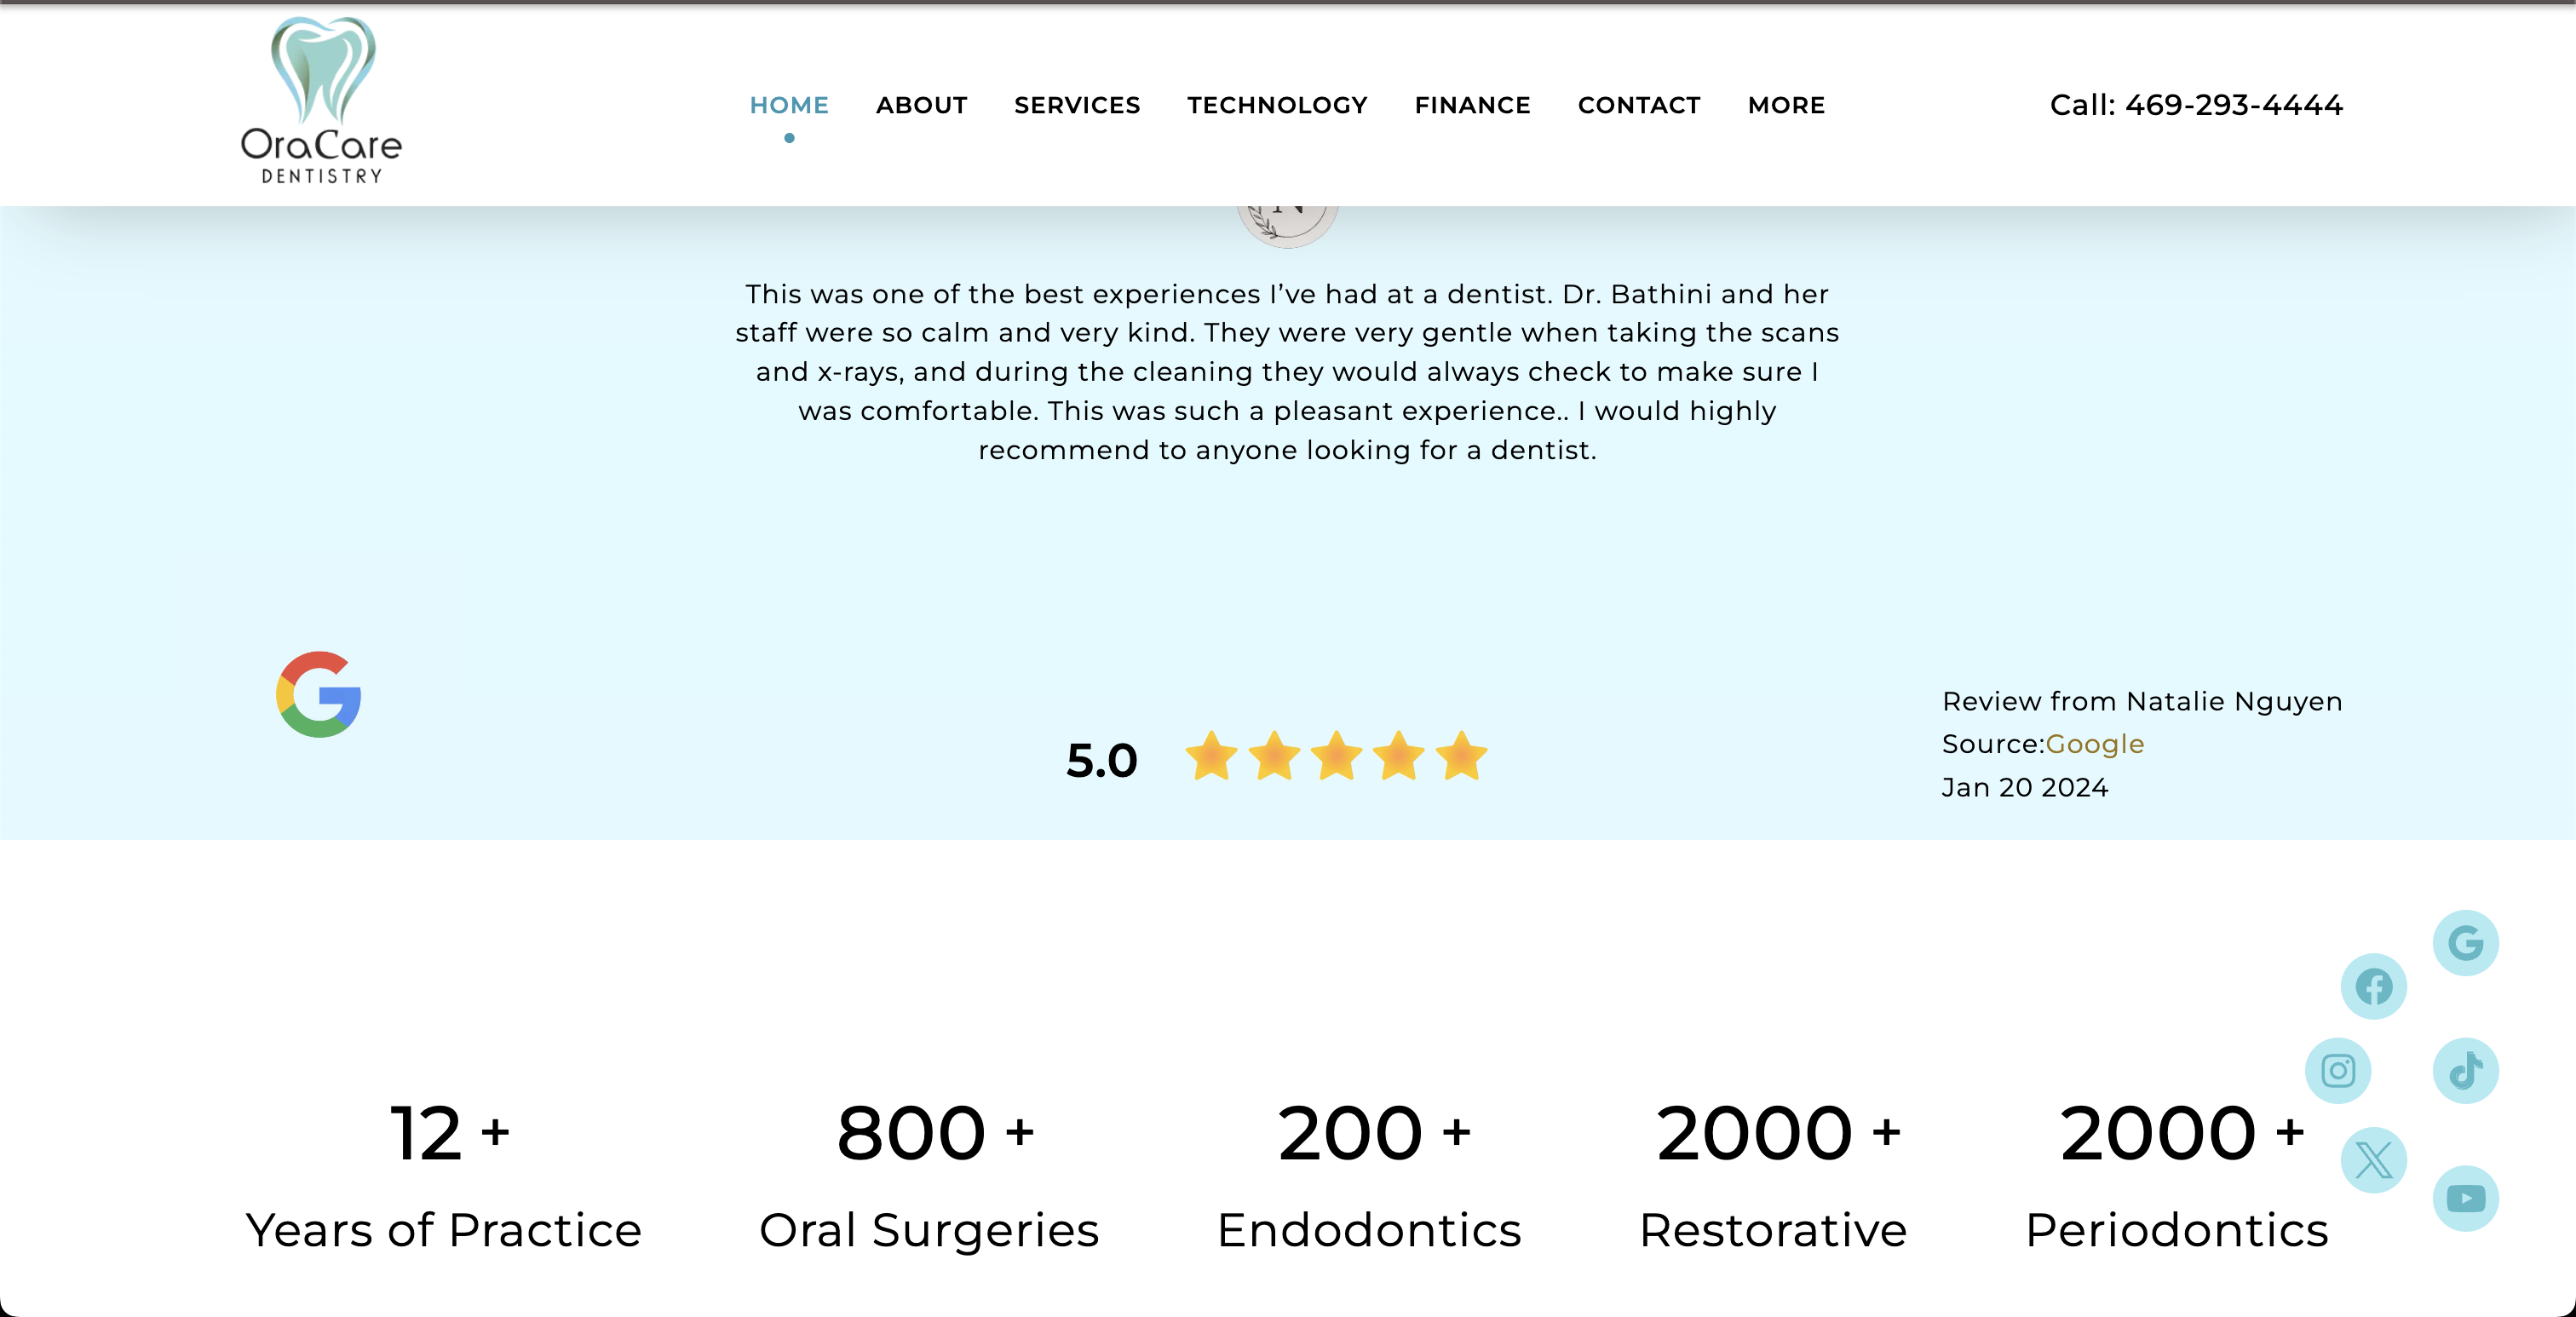 OraCare
DENTISTRY
HOME ABOUT SERVICES TECHNOLOGY FINANCE CONTACT MORE
Call: 469-293-4444
This was one of the best experiences I’ve had at a dentist. Dr. Bathini and her
staff were so calm and very kind. They were very gentle when taking the scans
and x-rays, and during the cleaning they would always check to make sure I
was comfortable. This was such a pleasant experience.. I would highly
recommend to anyone looking for a dentist.
5.0
Review from Natalie Nguyen
Source:Google
Jan 20 2024
12 + 800 + 200 + 2000 + 2000 +
Years of Practice Oral Surgeries Endodontics Restorative Periodontics